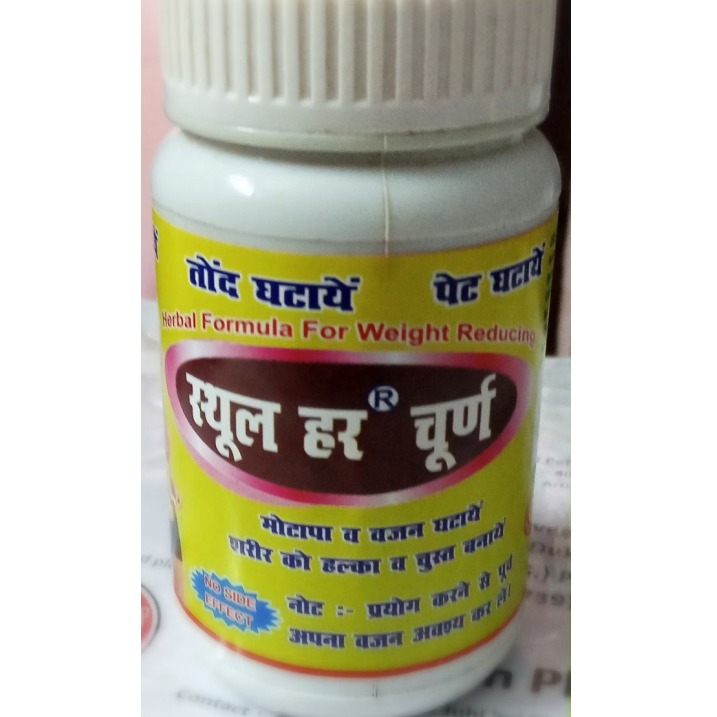 तोंद घटायें पेट घटायें
Herbal Formula For Weight Reducing
स्थूल हर ® चूर्ण
मोटापा व वजन घटायें
शरीर को हल्का व चुस्त बनायें
NO SIDE
EFFECT
नोट :- प्रयोग करने से पूर्व
अपना वजन अवश्य कर लें।